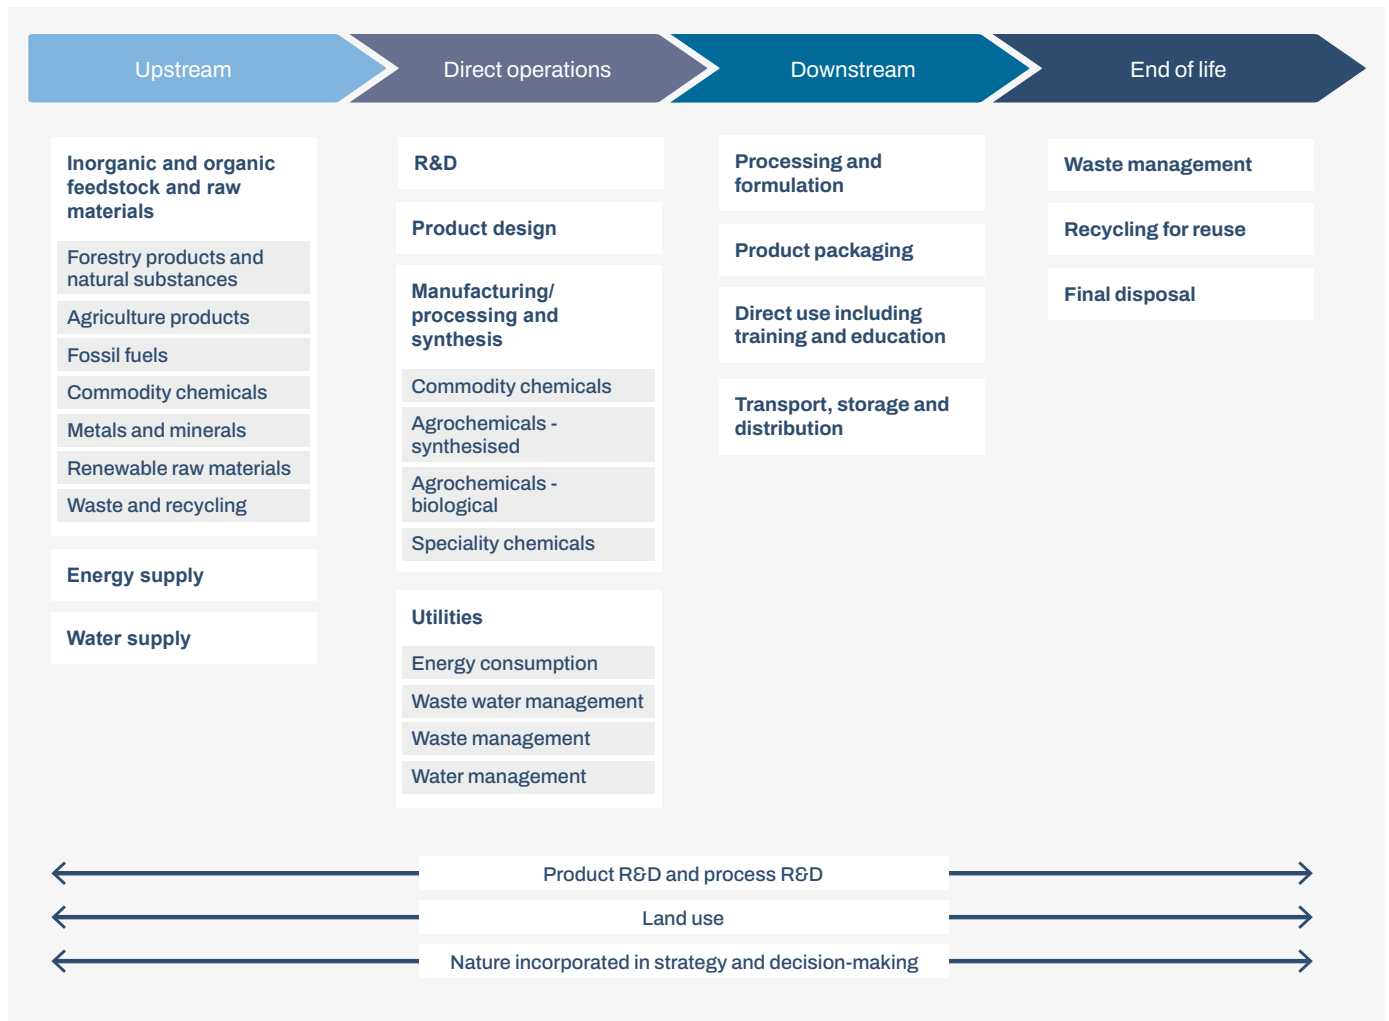 Upstream
Direct operations
Downstream
End of life
Inorganic and organic
feedstock and raw
materials
Forestry products and
natural substances
Agriculture products
Fossil fuels
Commodity chemicals
Metals and minerals
Renewable raw materials
Waste and recycling
Energy supply
Water supply
R&D
Product design
Manufacturing/
processing and
synthesis
Commodity chemicals
Agrochemicals -
synthesised
Agrochemicals -
biological
Speciality chemicals
Utilities
Energy consumption
Waste water management
Waste management
Water management
Processing and
formulation
Product packaging
Direct use including
training and education
Transport, storage and
distribution
Waste management
Recycling for reuse
Final disposal
Product R&D and process R&D
Land use
Nature incorporated in strategy and decision-making